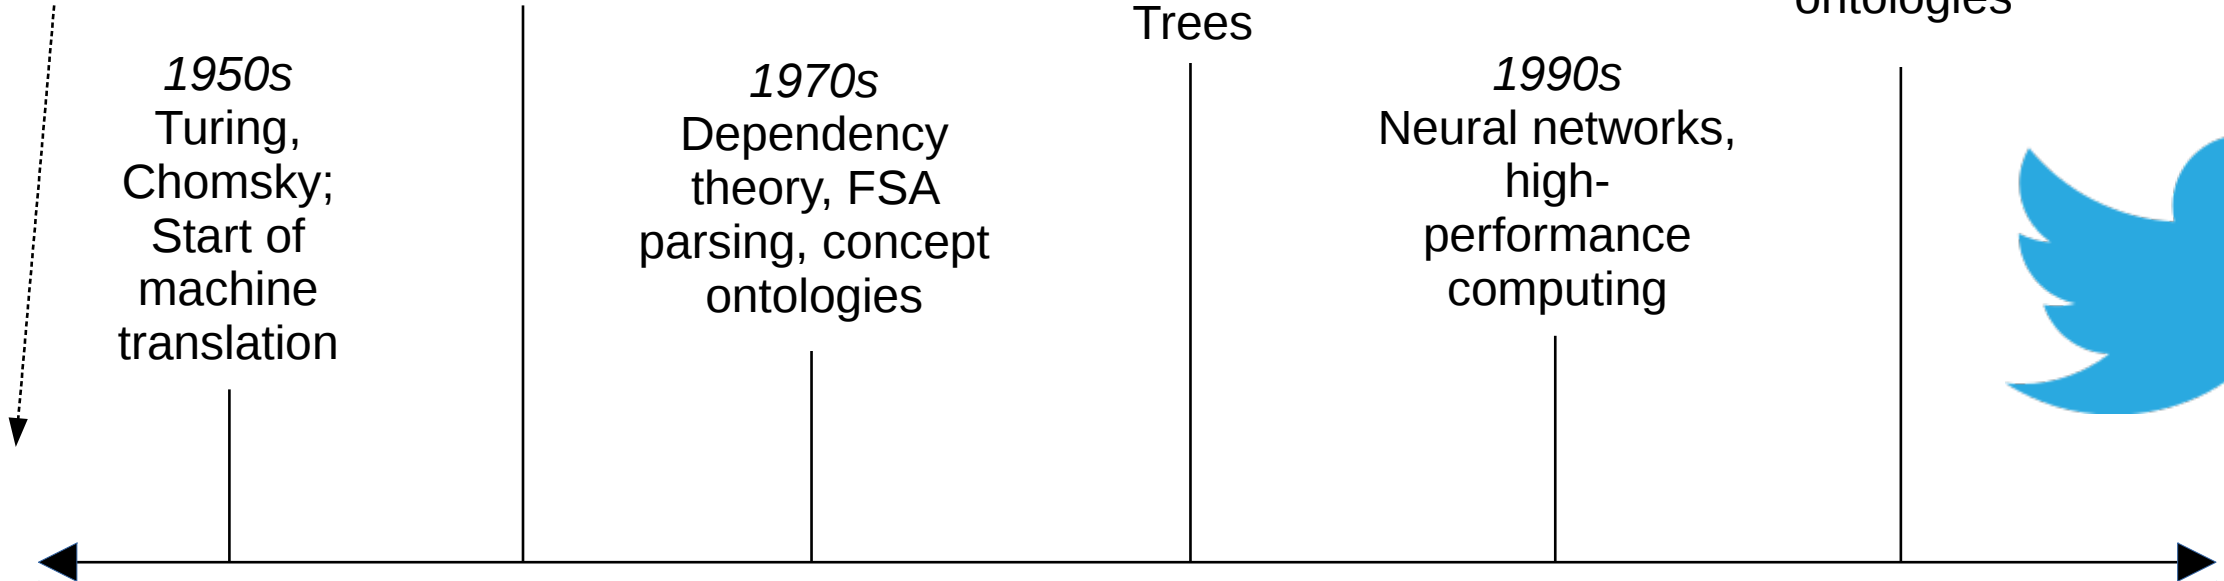 Trees
ontologies
1950s
Turing,
Chomsky;
Start of
machine
translation
1970s
Dependency
theory, FSA
parsing, concept
ontologies
1990s
Neural networks,
high-
performance
computing